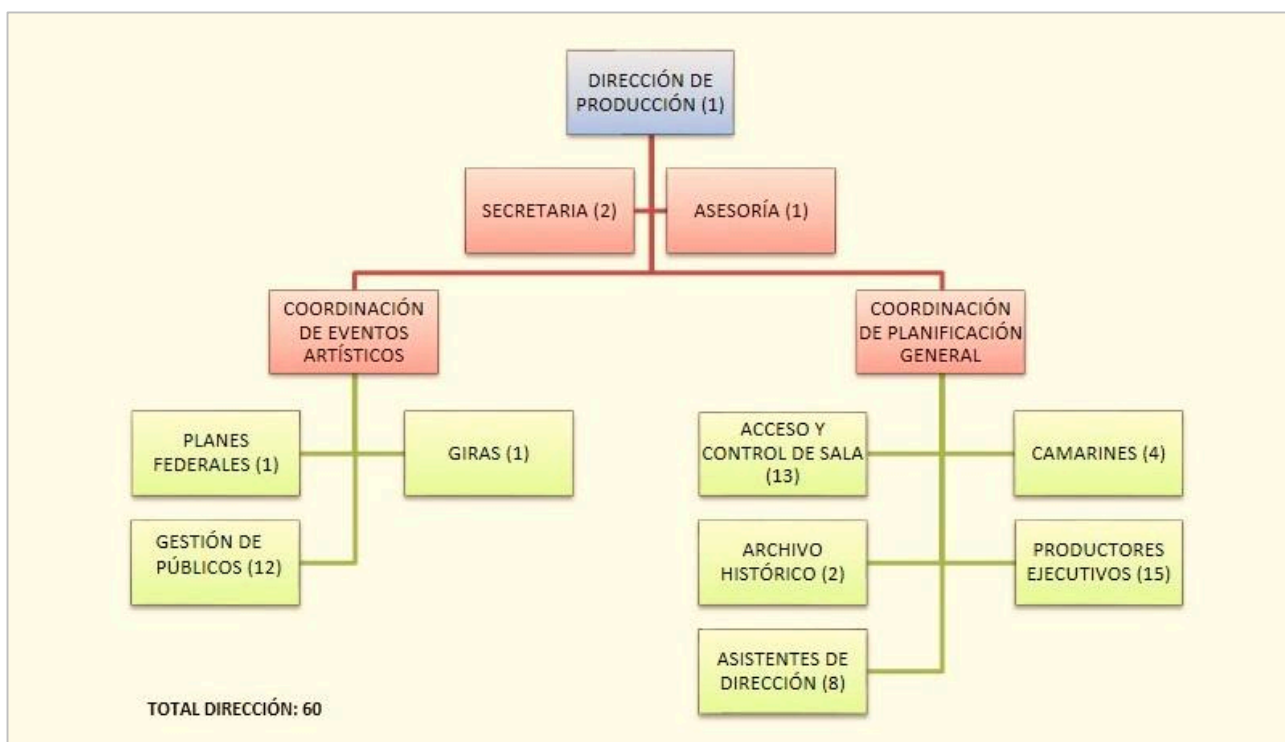 DIRECCIÓN DE
PRODUCCIÓN (1)
SECRETARIA (2)
ASESORÍA (1)
COORDINACIÓN
DE EVENTOS
ARTÍSTICOS
COORDINACIÓN
DE PLANIFICACIÓN
GENERAL
PLANES
FEDERALES (1)
GIRAS (1)
GESTIÓN DE
PÚBLICOS (12)
ACCESO Y
CONTROL DE SALA
(13)
CAMARINES (4)
ARCHIVO
HISTÓRICO (2)
PRODUCTORES
EJECUTIVOS (15)
ASISTENTES DE
DIRECCIÓN (8)
TOTAL DIRECCIÓN: 60